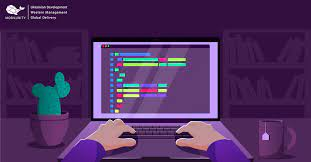 MOBILUNITY
Ukrainian Development
Western Management
Global Delivery